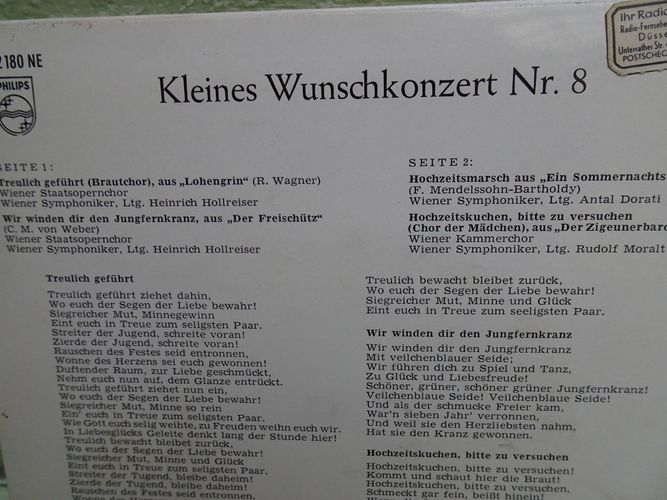 2180 NE
PHILIPS
Kleines Wunschkonzert Nr. 8
Ihr Radio
Radio-Fernsehe
Düsse
Unterrather Str.
POSTSCHEC
SEITE 1:
Treulich geführt (Brautchor), aus „Lohengrin“ (R. Wagner)
Wiener Staatsopernchor
Wiener Symphoniker, Ltg. Heinrich Hollreiser
Wir winden dir den Jungfernkranz, aus „Der Freischütz“
(C. M. von Weber)
Wiener Staatsopernchor
Wiener Symphoniker, Ltg. Heinrich Hollreiser
SEITE 2:
Hochzeitsmarsch aus „Ein Sommernachts
(F. Mendelssohn-Bartholdy)
Wiener Symphoniker, Ltg. Antal Dorati
Hochzeitskuchen, bitte zu versuchen
(Chor der Mädchen), aus „Der Zigeunerbaro
Wiener Kammerchor
Wiener Symphoniker, Ltg. Rudolf Moralt
Treulich geführt
Treulich geführt ziehet dahin,
Wo euch der Segen der Liebe bewahr!
Siegreicher Mut, Minnegewinn
Eint euch in Treue zum seligsten Paar.
Streiter der Jugend, schreite voran!
Zierde der Jugend, schreite voran!
Rauschen des Festes seid entronnen,
Wonne des Herzens sei euch gewonnen!
Duftender Raum, zur Liebe geschmückt,
Nehm euch nun auf, dem Glanze entrückt.
Treulich geführt ziehet nun ein,
Wo euch der Segen der Liebe bewahr!
Siegreicher Mut, Minne so rein
Ein' euch in Treue zum seligsten Paar.
Wie Gott euch selig weihte, zu Freuden weihn euch wir.
In Liebesglücks Geleite denkt lang der Stunde hier!
Treulich bewacht bleibet zurück,
Wo euch der Segen der Liebe bewahr!
Siegreicher Mut, Minne und Glück
Eint euch in Treue zum seligsten Paar.
Streiter der Tugend, bleibe daheim!
Zierde der Tugend, bleibe daheim!
Rauschen des Festes seid entronnen,
Treulich bewacht bleibet zurück,
Wo euch der Segen der Liebe bewahr!
Siegreicher Mut, Minne und Glück
Eint euch in Treue zum seeligsten Paar.
Wir winden dir den Jungfernkranz
Wir winden dir den Jungfernkranz
Mit veilchenblauer Seide;
Wir führen dich zu Spiel und Tanz,
Zu Glück und Liebesfreude!
Schöner, grüner, schöner grüner Jungfernkranz!
Veilchenblaue Seide! Veilchenblaue Seide!
Und als der schmucke Freier kam,
War'n sieben Jahr' verronnen,
Und weil sie den Herzliebsten nahm,
Hat sie den Kranz gewonnen.
Hochzeitskuchen, bitte zu versuchen
Hochzeitskuchen, bitte zu versuchen!
Kommt und schaut hier die Braut!
Hochzeitskuchen, bitte zu versuchen,
Schmeckt gar fein, beißt hinein!